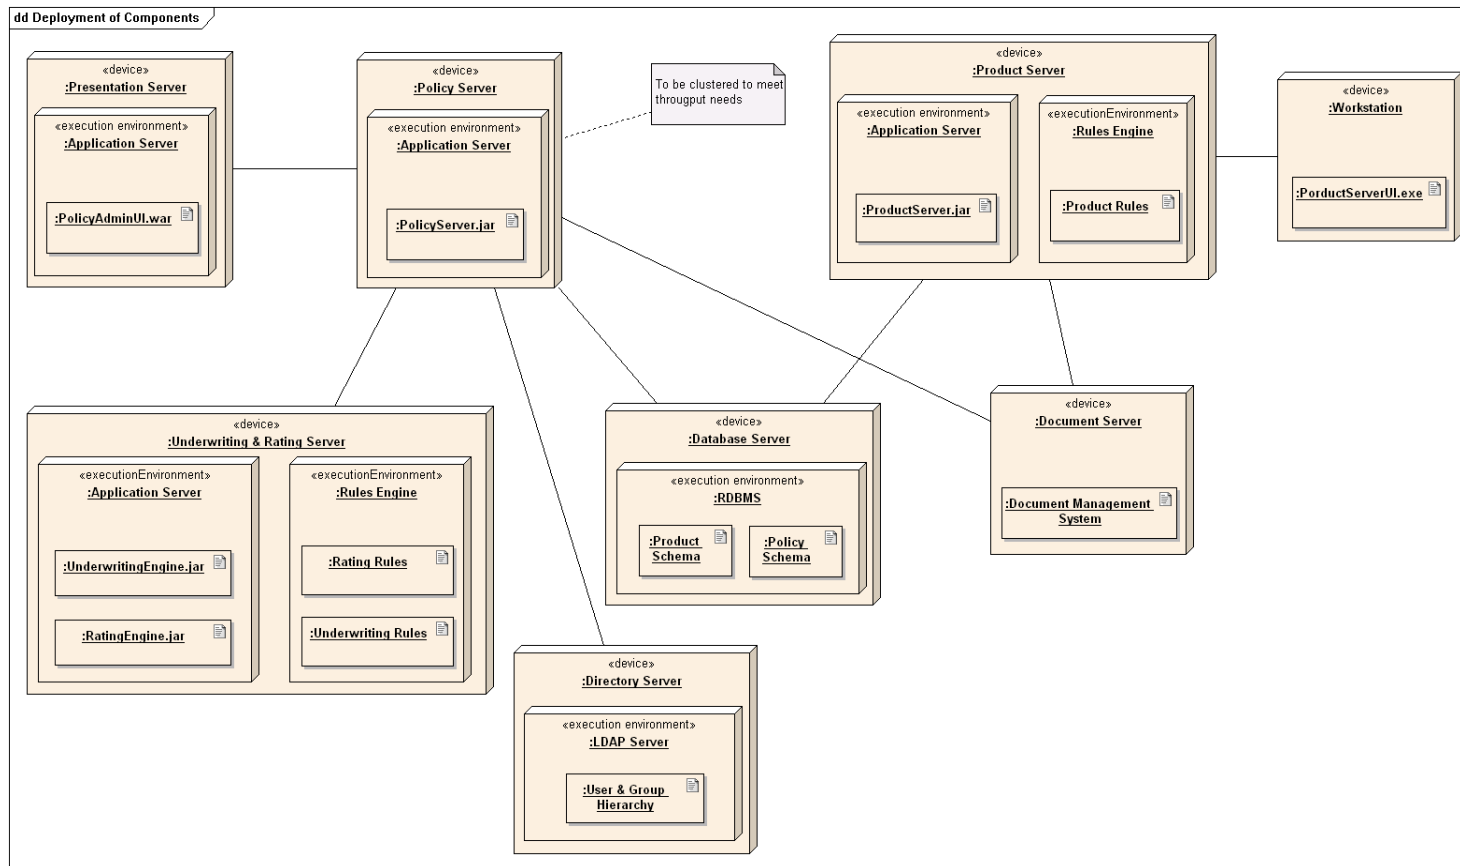 dd Deployment of Components
«device»
:Presentation Server
«execution environment»
:Application Server
:PolicyAdminUI.war
«device»
:Policy Server
«execution environment»
:Application Server
:PolicyServer.jar
To be clustered to meet
througput needs
«device»
:Product Server
«execution environment»
:Application Server
:ProductServer.jar
«executionEnvironment»
:Rules Engine
:Product Rules
«device»
:Workstation
:PorductServerUI.exe
«device»
:Underwriting & Rating Server
«executionEnvironment»
:Application Server
:UnderwritingEngine.jar
:RatingEngine.jar
«executionEnvironment»
:Rules Engine
:Rating Rules
:Underwriting Rules
«device»
:Database Server
«execution environment»
:RDBMS
:Product
Schema
:Policy
Schema
«device»
:Document Server
:Document Management
System
«device»
:Directory Server
«execution environment»
:LDAP Server
:User & Group
Hierarchy